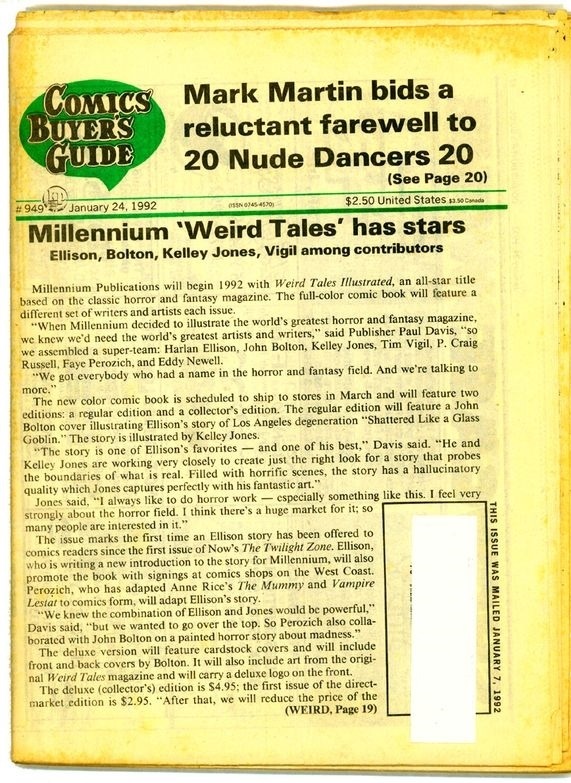 COMICS
BUYER'S
GUIDE
Mark Martin bids a
reluctant farewell to
20 Nude Dancers 20
(See Page 20)
#949
January 24, 1992
(ISSN 0745-4570)
$2.50 United States $3.50 Canada
Millennium 'Weird Tales' has stars
Ellison, Bolton, Kelley Jones, Vigil among contributors
Millennium Publications will begin 1992 with Weird Tales Illustrated, an all-star title
based on the classic horror and fantasy magazine. The full-color comic book will feature a
different set of writers and artists each issue.
"When Millennium decided to illustrate the world's greatest horror and fantasy magazine,
we knew we'd need the world's greatest artists and writers," said Publisher Paul Davis, "so
we assembled a super-team: Harlan Ellison, John Bolton, Kelley Jones, Tim Vigil, P. Craig
Russell, Faye Perozich, and Eddy Newell.
"We got everybody who had a name in the horror and fantasy field. And we're talking to
more."
The new color comic book is scheduled to ship to stores in March and will feature two
editions: a regular edition and a collector's edition. The regular edition will feature a John
Bolton cover illustrating Ellison's story of Los Angeles degeneration "Shattered Like a Glass
Goblin." The story is illustrated by Kelley Jones.
"The story is one of Ellison's favorites — and one of his best," Davis said. "He and
Kelley Jones are working very closely to create just the right look for a story that probes
the boundaries of what is real. Filled with horrific scenes, the story has a hallucinatory
quality which Jones captures perfectly with his fantastic art."
Jones said, "I always like to do horror work — especially something like this. I feel very
strongly about the horror field. I think there's a huge market for it; so
many people are interested in it."
The issue marks the first time an Ellison story has been offered to
comics readers since the first issue of Now's The Twilight Zone. Ellison,
who is writing a new introduction to the story for Millennium, will also
promote the book with signings at comics shops on the West Coast.
Perozich, who has adapted Anne Rice's The Mummy and Vampire
Lestat to comics form, will adapt Ellison's story.
"We knew the combination of Ellison and Jones would be powerful,"
Davis said, "but we wanted to go over the top. So Perozich also colla-
borated with John Bolton on a painted horror story about madness."
The deluxe version will feature cardstock covers and will include
front and back covers by Bolton. It will also include art from the origi-
nal Weird Tales magazine and will carry a deluxe logo on the front.
The deluxe (collector's) edition is $4.95; the first issue of the direct-
market edition is $2.95. "After that, we will reduce the price of the
(WEIRD, Page 19)
THIS ISSUE WAS MAILED JANUARY 7, 1992